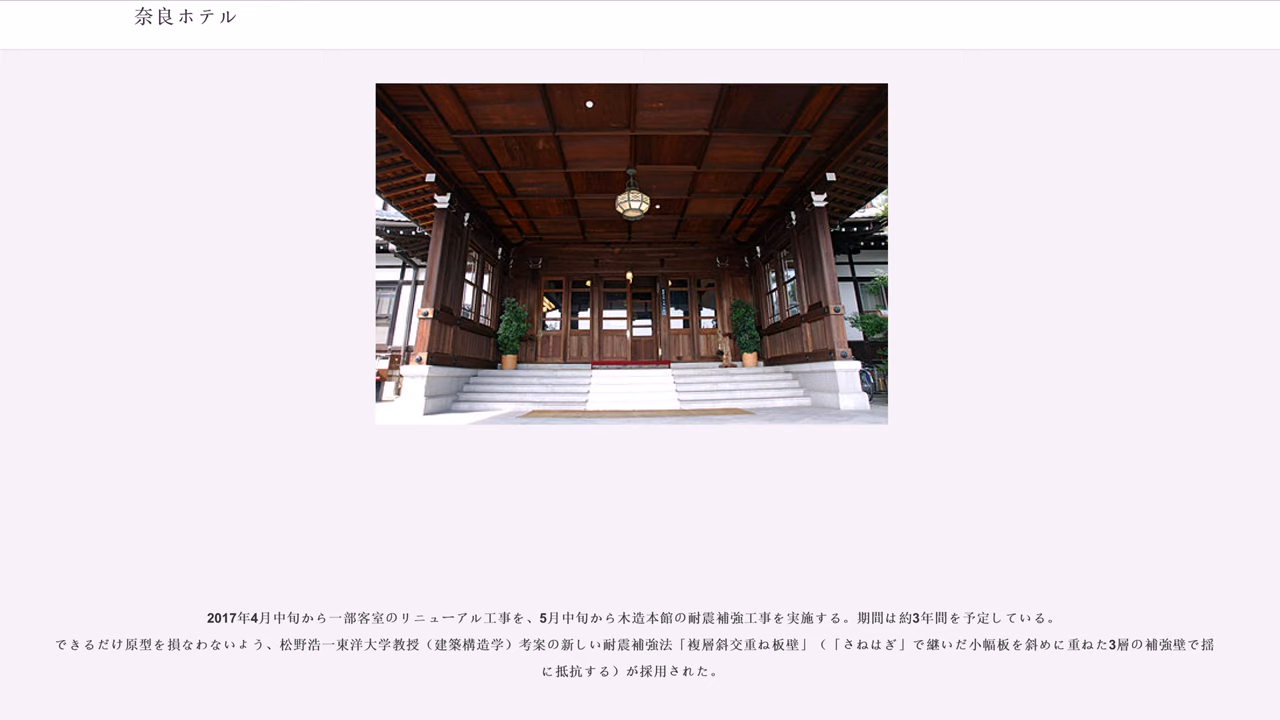 奈良ホテル
2017年4月中旬から一部客室のリニューアル工事を、5月中旬から木造本館の耐震補強工事を実施する。期間は約3年間を予定している。
できるだけ原型を損なわないよう、松野浩一東洋大学教授（建築構造学）考案の新しい耐震補強法「複層斜交重ね板壁」（「さねはぎ」で継いだ小幅板を斜めに重ねた3層の補強壁で揺
に抵抗する）が採用された。